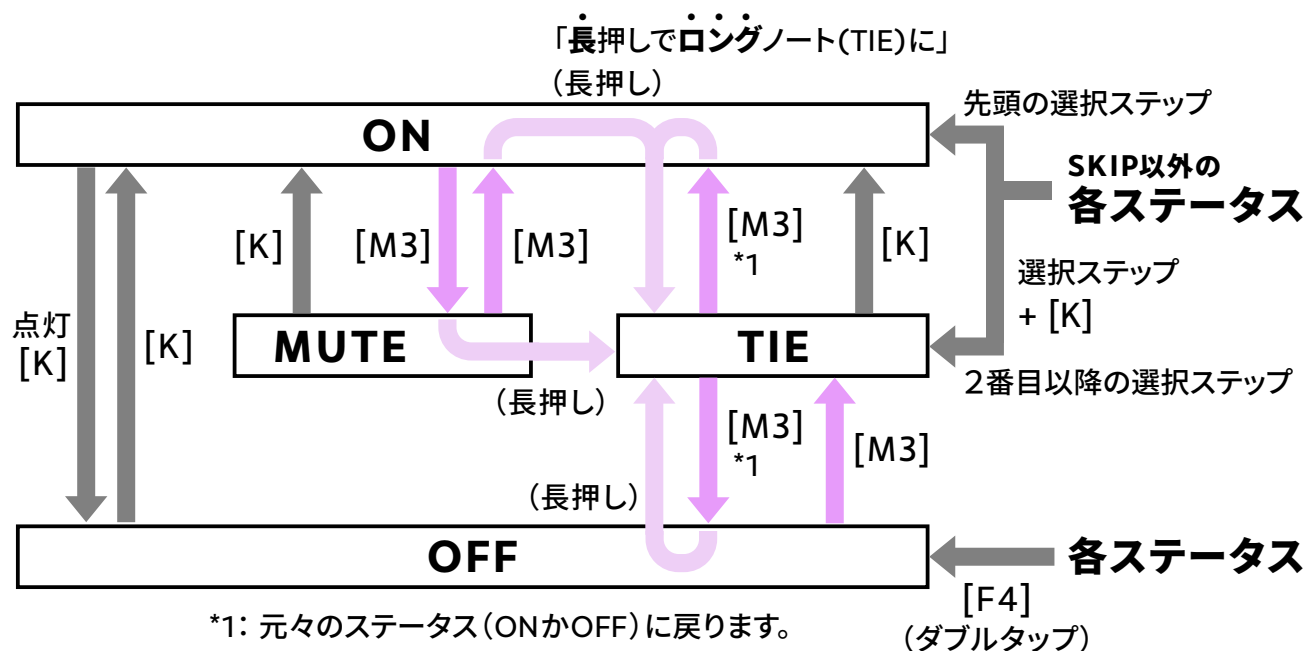 「長押しでロングノート(TIE)に」
(長押し)
ON
先頭の選択ステップ
SKIP以外の
各ステータス
[K]
[M3]
[M3]
[M3]
*1
[K]
選択ステップ
+ [K]
点灯
[K]
[K]
MUTE
TIE
2番目以降の選択ステップ
(長押し)
[M3]
*1
[M3]
(長押し)
OFF
各ステータス
[F4]
(ダブルタップ)
*1: 元々のステータス(ONかOFF)に戻ります。